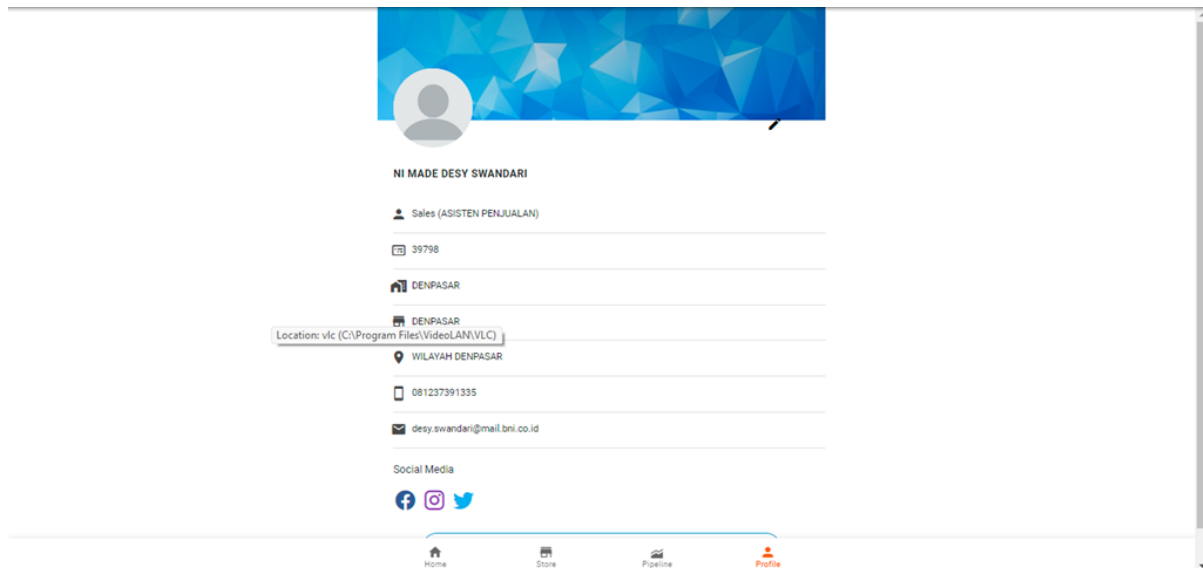 NI MADE DESY SWANDARI
Sales (ASISTEN PENJUALAN)
39798
DENPASAR
DENPASAR
Location: vlc (C:\Program Files\VideoLAN\VLC)
WILAYAH DENPASAR
081237391335
desy.swandari@mail.bni.co.id
Social Media
Home Store Pipeline Profile